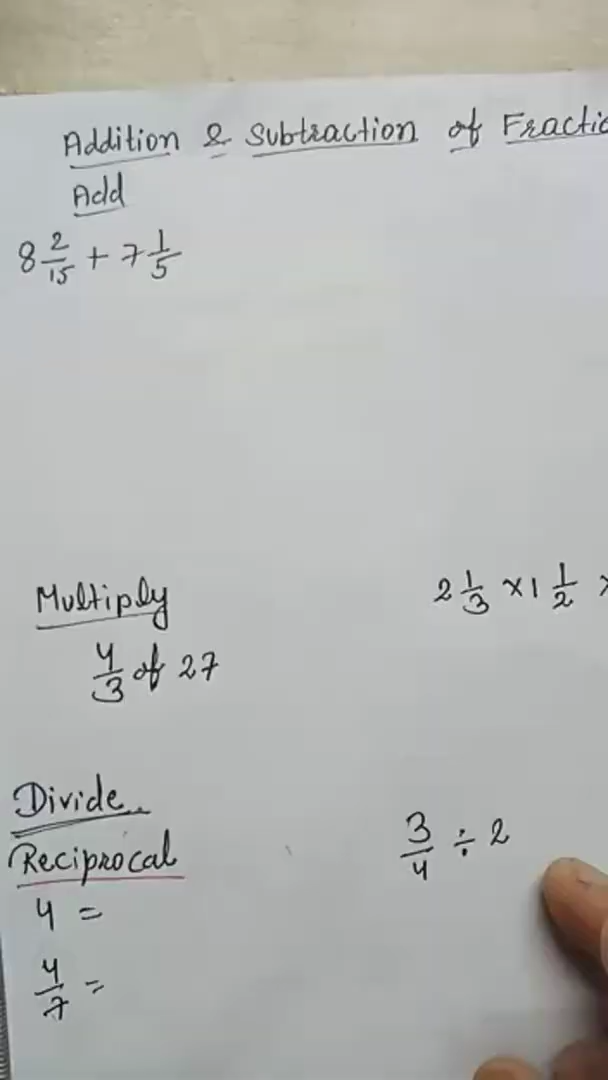 Addition & Subtraction of Fractio
Add
8 2/15 + 7 1/5
Multiply
2 1/3 × 1 1/2 ×
4/3 of 27
Divide
3/4 ÷ 2
Reciprocal
4 =
4/7 =